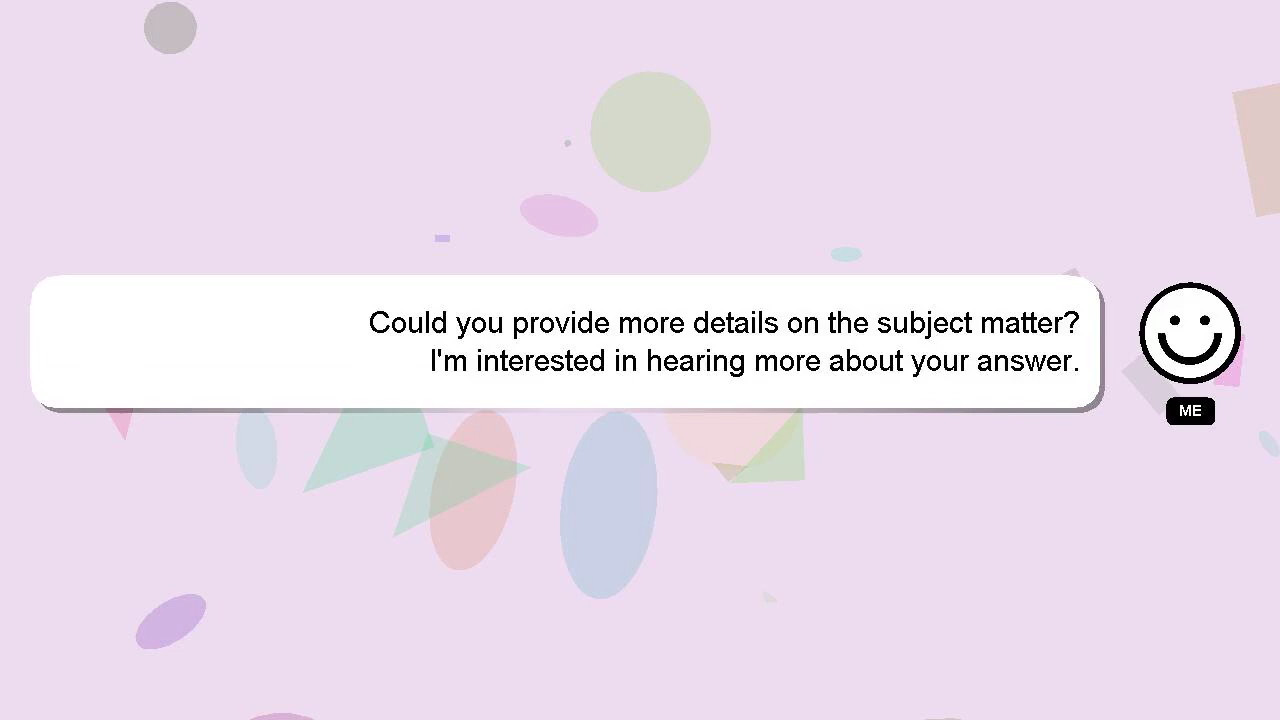 Could you provide more details on the subject matter?
I'm interested in hearing more about your answer.
ME